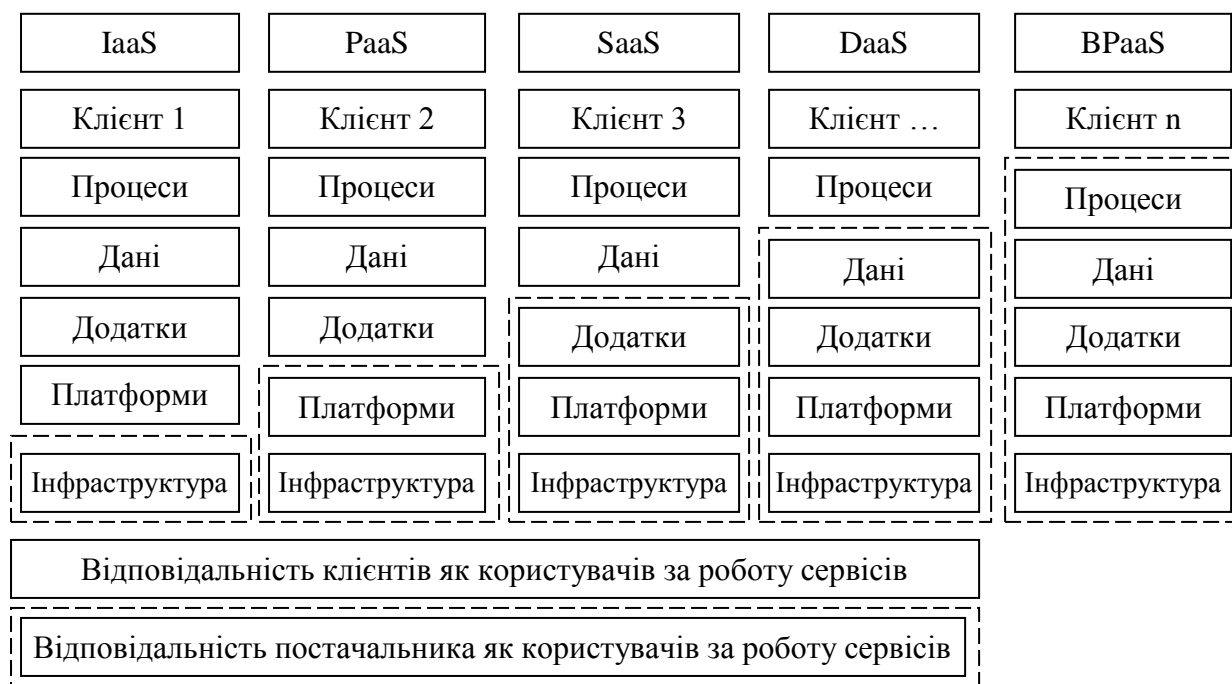 IaaS PaaS SaaS DaaS BPaaS
Клієнт 1 Клієнт 2 Клієнт 3 Клієнт … Клієнт n
Процеси Процеси Процеси Процеси Процеси
Дані Дані Дані Дані Дані
Додатки Додатки Додатки Додатки Додатки
Платформи Платформи Платформи Платформи Платформи
Інфраструктура Інфраструктура Інфраструктура Інфраструктура Інфраструктура
Відповідальність клієнтів як користувачів за роботу сервісів
Відповідальність постачальника як користувачів за роботу сервісів